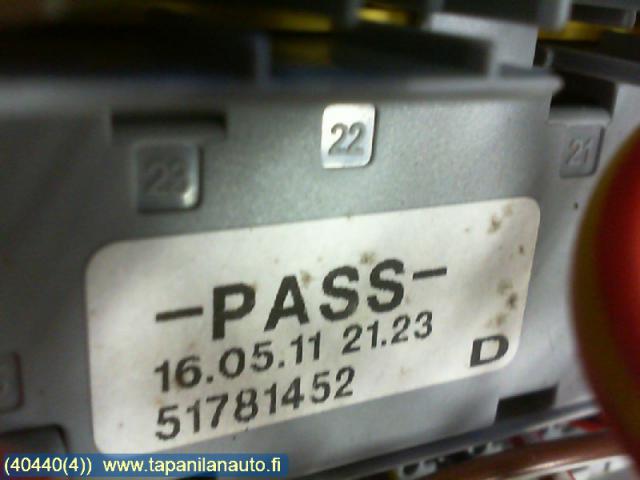 23
22
21
-PASS-
16.05.11 21.23
51781452
D
(40440(4)) www.tapanilanauto.fi